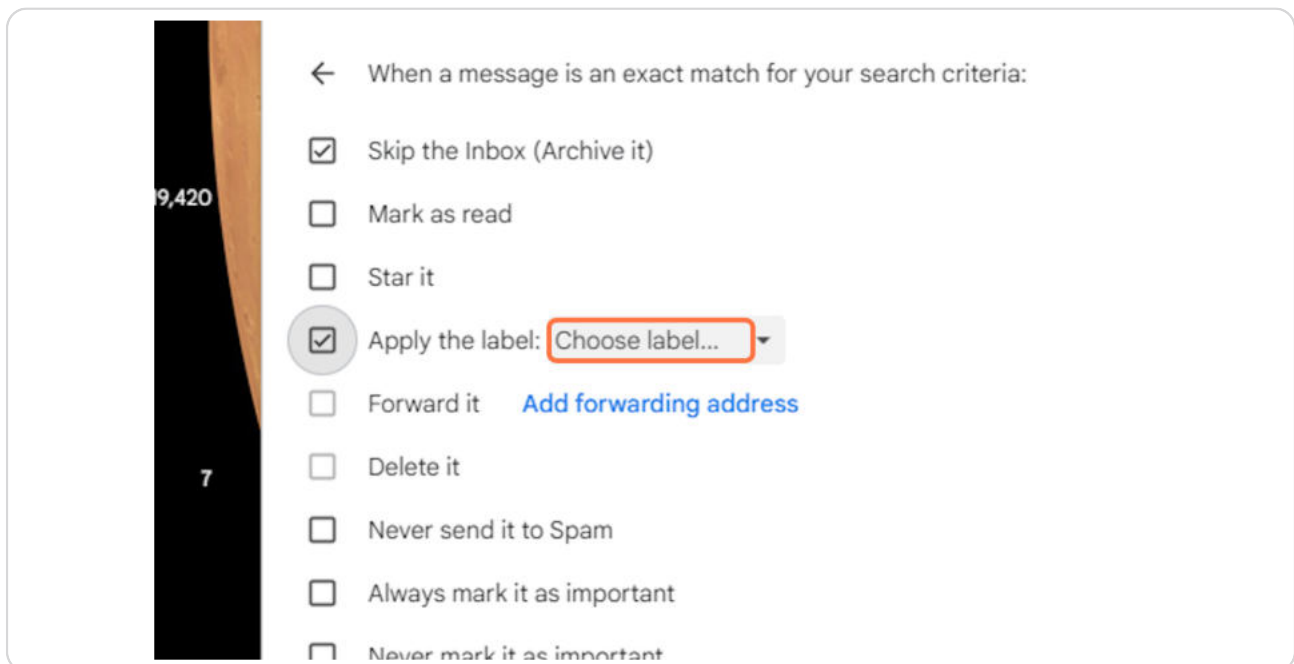 When a message is an exact match for your search criteria:
Skip the Inbox (Archive it)
19,420
Mark as read
Star it
Apply the label: Choose label...
Forward it Add forwarding address
Delete it
7
Never send it to Spam
Always mark it as important
Never mark it as important